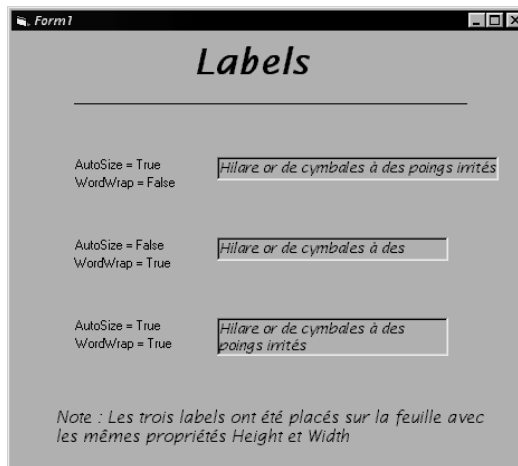 Form1
Labels
AutoSize = True
WordWrap = False
Hilare or de cymbales à des poings irrités
AutoSize = False
WordWrap = True
Hilare or de cymbales à des
AutoSize = True
WordWrap = True
Hilare or de cymbales à des
poings irrités
Note : Les trois labels ont été placés sur la feuille avec
les mêmes propriétés Height et Width